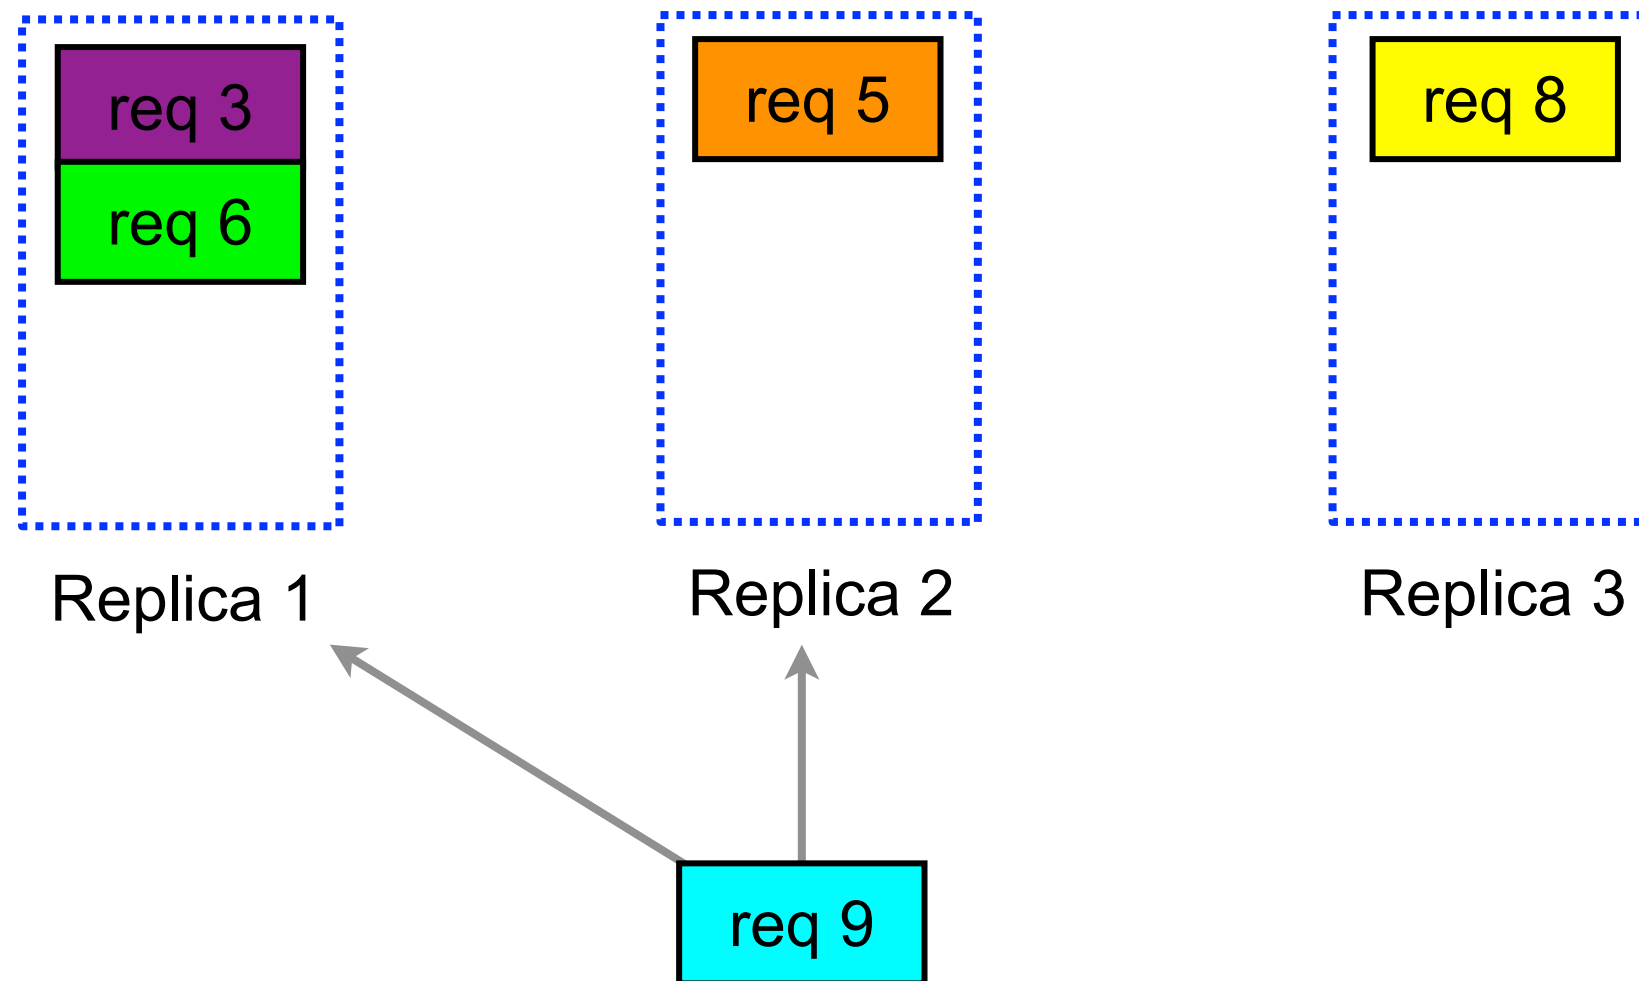 req 3
req 6
req 5
req 8
Replica 1
Replica 2
Replica 3
req 9